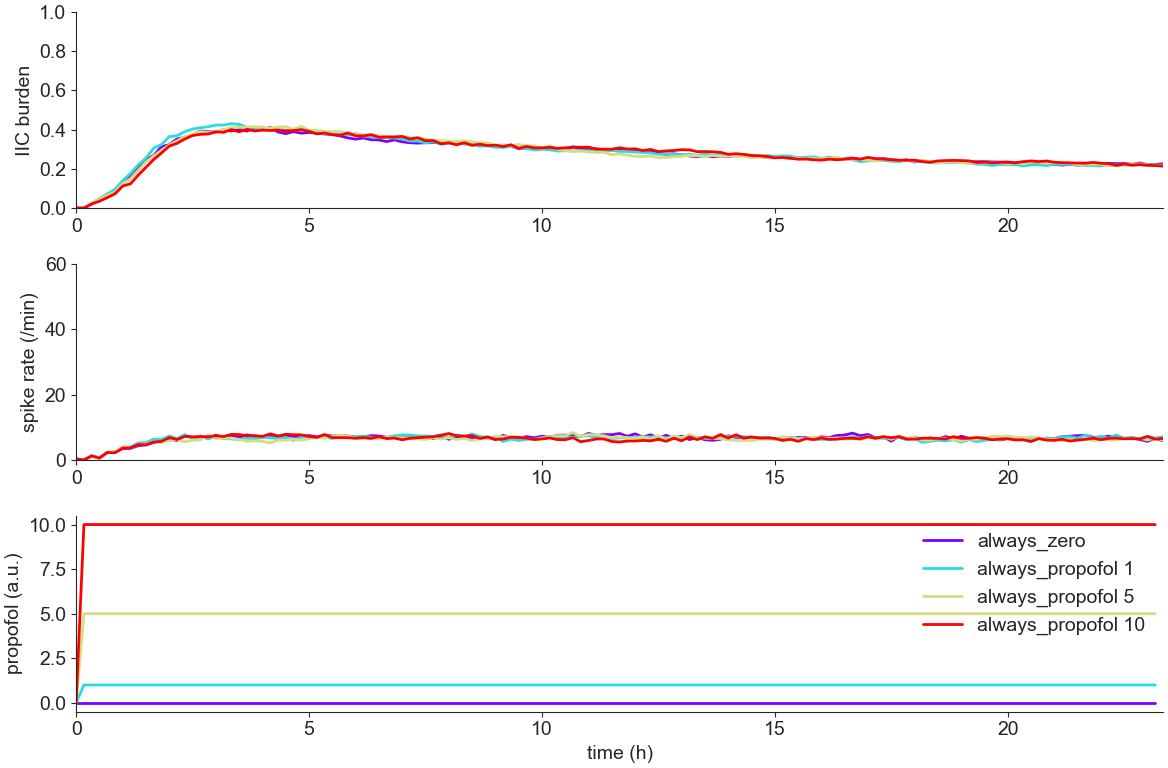 1.0
0.8
0.6
0.4
0.2
0.0
IIC burden
0 5 10 15 20
60
40
20
0
spike rate (/min)
0 5 10 15 20
10.0
7.5
5.0
2.5
0.0
propofol (a.u.)
always_zero
always_propofol 1
always_propofol 5
always_propofol 10
0 5 10 15 20
time (h)